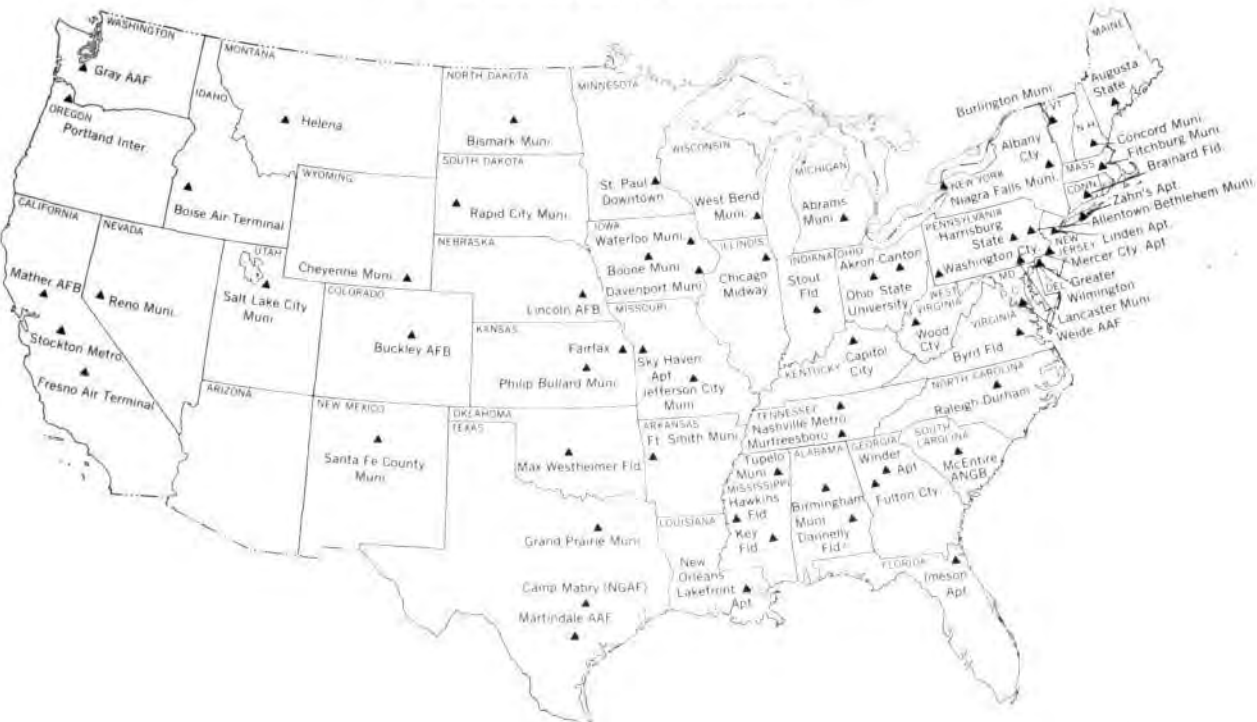 WASHINGTON
Gray AAF
OREGON
Portland Inter.
IDAHO
Boise Air Terminal
MONTANA
Helena
NORTH DAKOTA
Bismark Muni.
SOUTH DAKOTA
Rapid City Muni.
WYOMING
Cheyenne Muni.
NEBRASKA
Lincoln AFB
CALIFORNIA
Mather AFB
Stockton Metro.
Fresno Air Terminal
NEVADA
Reno Muni.
UTAH
Salt Lake City
Muni
COLORADO
Buckley AFB
KANSAS
Fairfax
Philip Bullard Muni.
ARIZONA
NEW MEXICO
Santa Fe County
Muni.
OKLAHOMA
Max Westheimer Fld.
TEXAS
Grand Prairie Muni.
Camp Mabry (NGAF)
Martindale AAF
MINNESOTA
St. Paul
Downtown
WISCONSIN
West Bend
Muni.
MICHIGAN
Abrams
Muni
IOWA
Waterloo Muni.
Boone Muni
Davenport Muni
MISSOURI
Sky Haven
Apt.
Jefferson City
Muni
ILLINOIS
Chicago
Midway
INDIANA
Stout
Fld
OHIO
Akron-Canton
Ohio State
University
KENTUCKY
Capitol
City
TENNESSEE
Nashville Metro.
Murfreesboro
ARKANSAS
Ft Smith Muni
LOUISIANA
New
Orleans
Lakefront
Apt.
Tupelo
Muni
MISSISSIPPI
Hawkins
Fld
Key
Fld.
ALABAMA
Birmingham
Muni
Dannelly
Fld
GEORGIA
Winder
Apt
Fulton Cty.
FLORIDA
Imeson
Apt
SOUTH
CAROLINA
McEntire
ANGB
NORTH CAROLINA
Raleigh-Durham
VIRGINIA
Byrd Fld
WEST
VIRGINIA
Wood
Cty
MD
DEL
PENNSYLVANIA
Harrisburg
State
Washington Cty.
NEW
JERSEY
NEW YORK
Niagra Falls Muni.
Albany
Cty
Burlington Muni.
VT
N.H.
MAINE
Augusta
State
MASS
CONN
Concord Muni.
Fitchburg Muni.
Brainard Fld.
Zahn's Apt.
Allentown-Bethlehem Muni
Linden Apt.
Mercer Cty. Apt
Greater
Wilmington
Lancaster Muni
Weide AAF